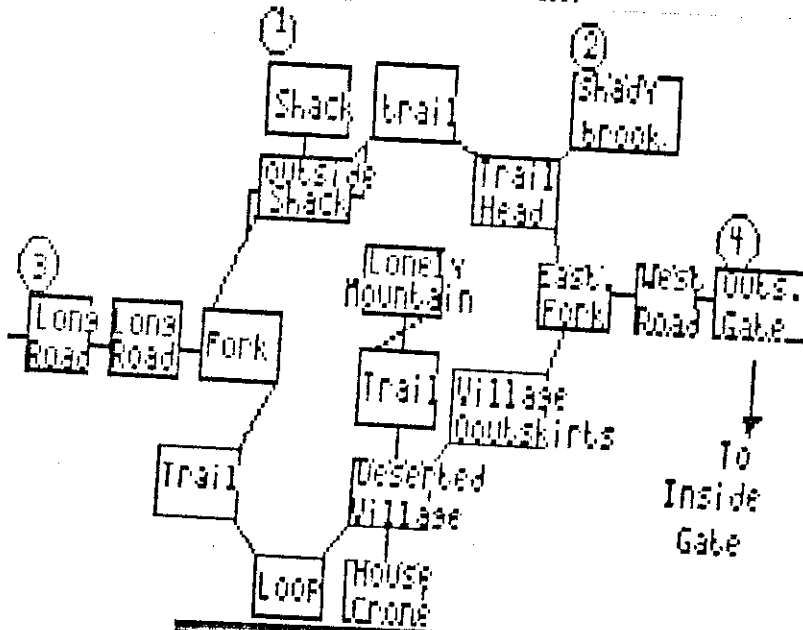 1
2
Shack
trail
Shady
brook
Outside
Shack
Trail
Head
3
4
Lonely
Mountain
Long
Road
Long
Road
Fork
East.
Fork
West
Road
Outs.
Gate
Trail
Village
Ooutskirts
To
Inside
Gate
Trail
Deserted
Village
Loop
House
Crone